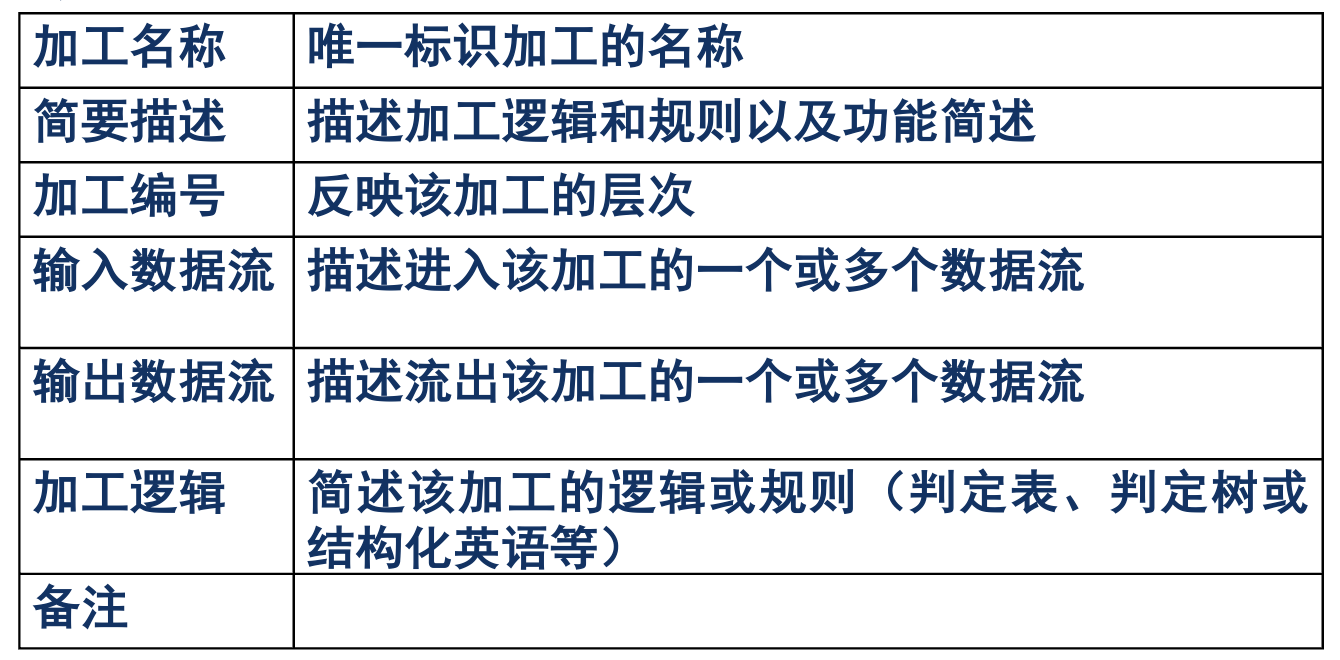 加工名称 唯一标识加工的名称
简要描述 描述加工逻辑和规则以及功能简述
加工编号 反映该加工的层次
输入数据流 描述进入该加工的一个或多个数据流
输出数据流 描述流出该加工的一个或多个数据流
加工逻辑 简述该加工的逻辑或规则（判定表、判定树或
结构化英语等）
备注